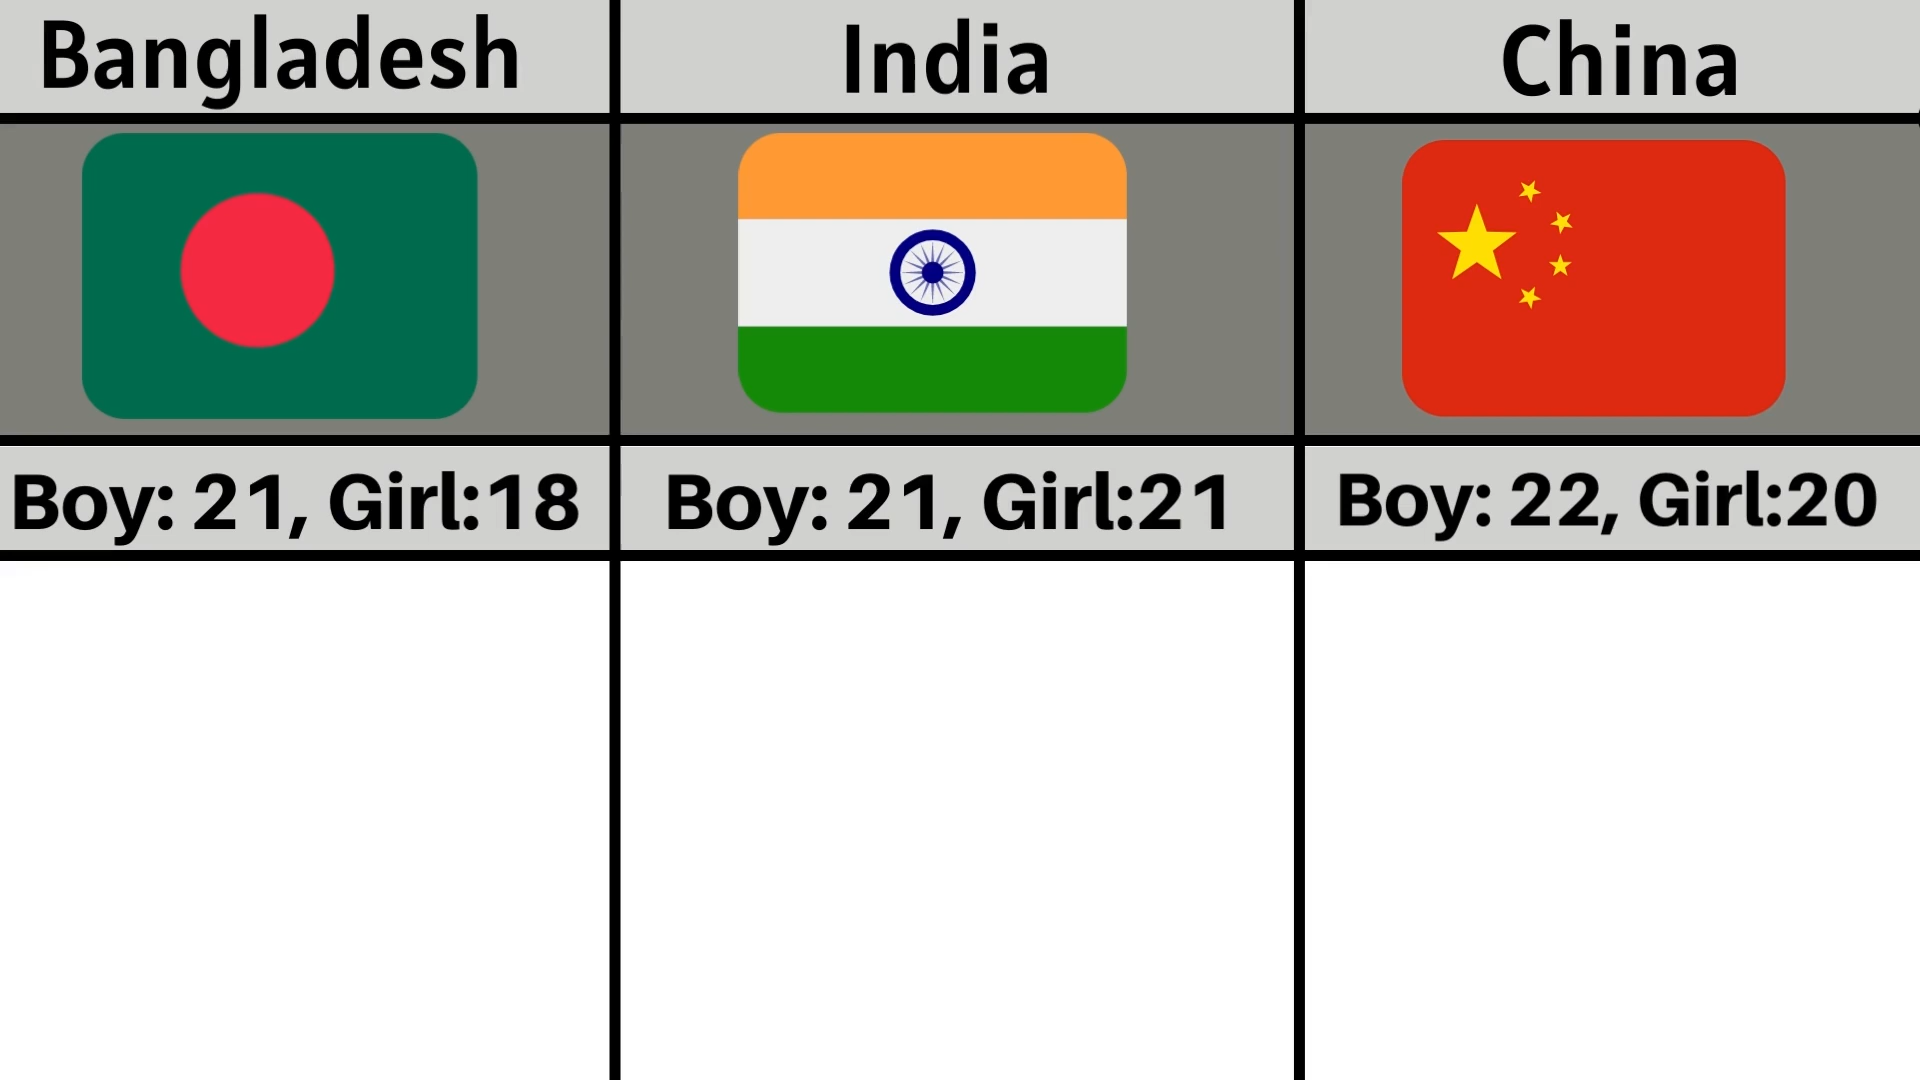 Bangladesh
India
China
Boy: 21, Girl:18
Boy: 21, Girl:21
Boy: 22, Girl:20